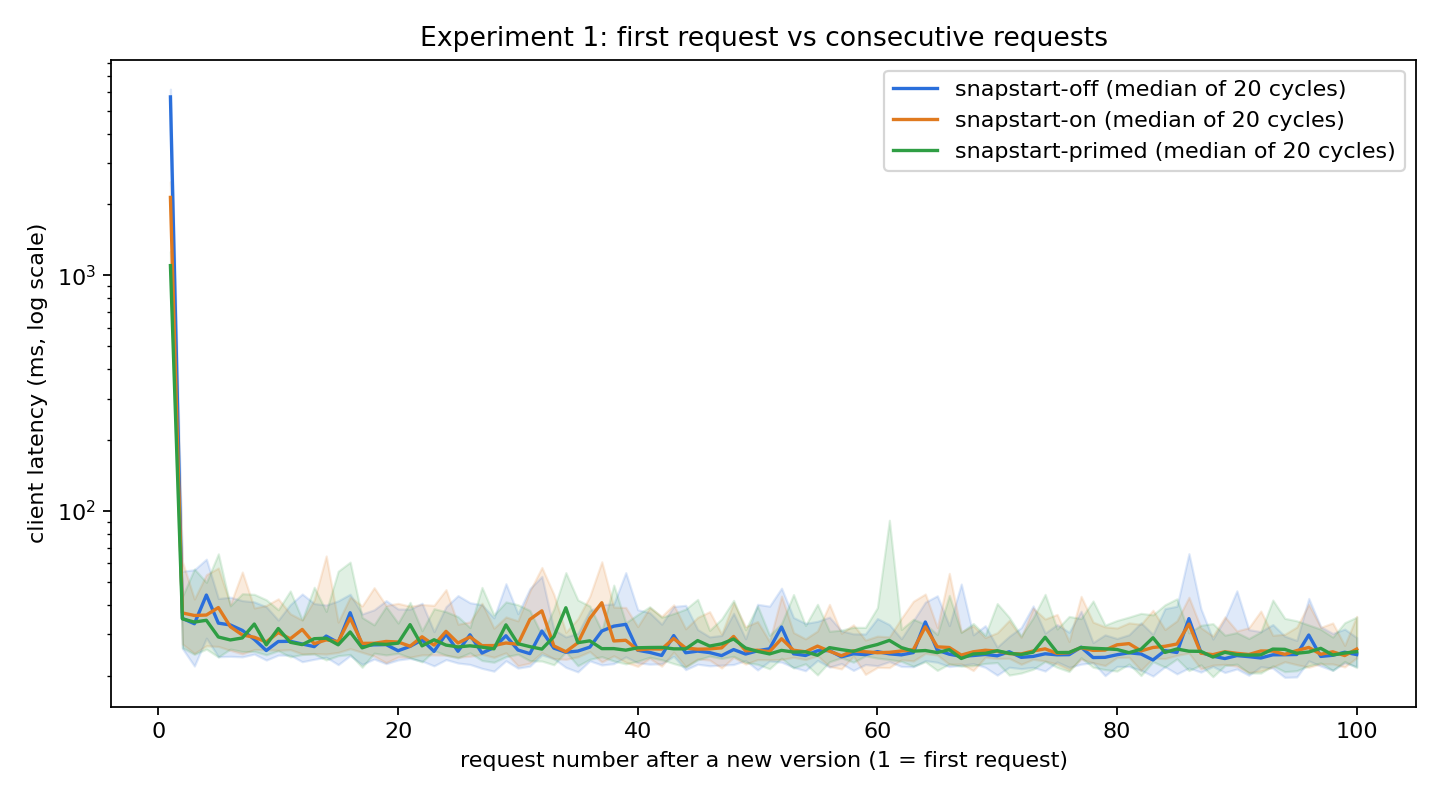 Experiment 1: first request vs consecutive requests
snapstart-off (median of 20 cycles)
snapstart-on (median of 20 cycles)
snapstart-primed (median of 20 cycles)
client latency (ms, log scale)
10³
10²
0 20 40 60 80 100
request number after a new version (1 = first request)